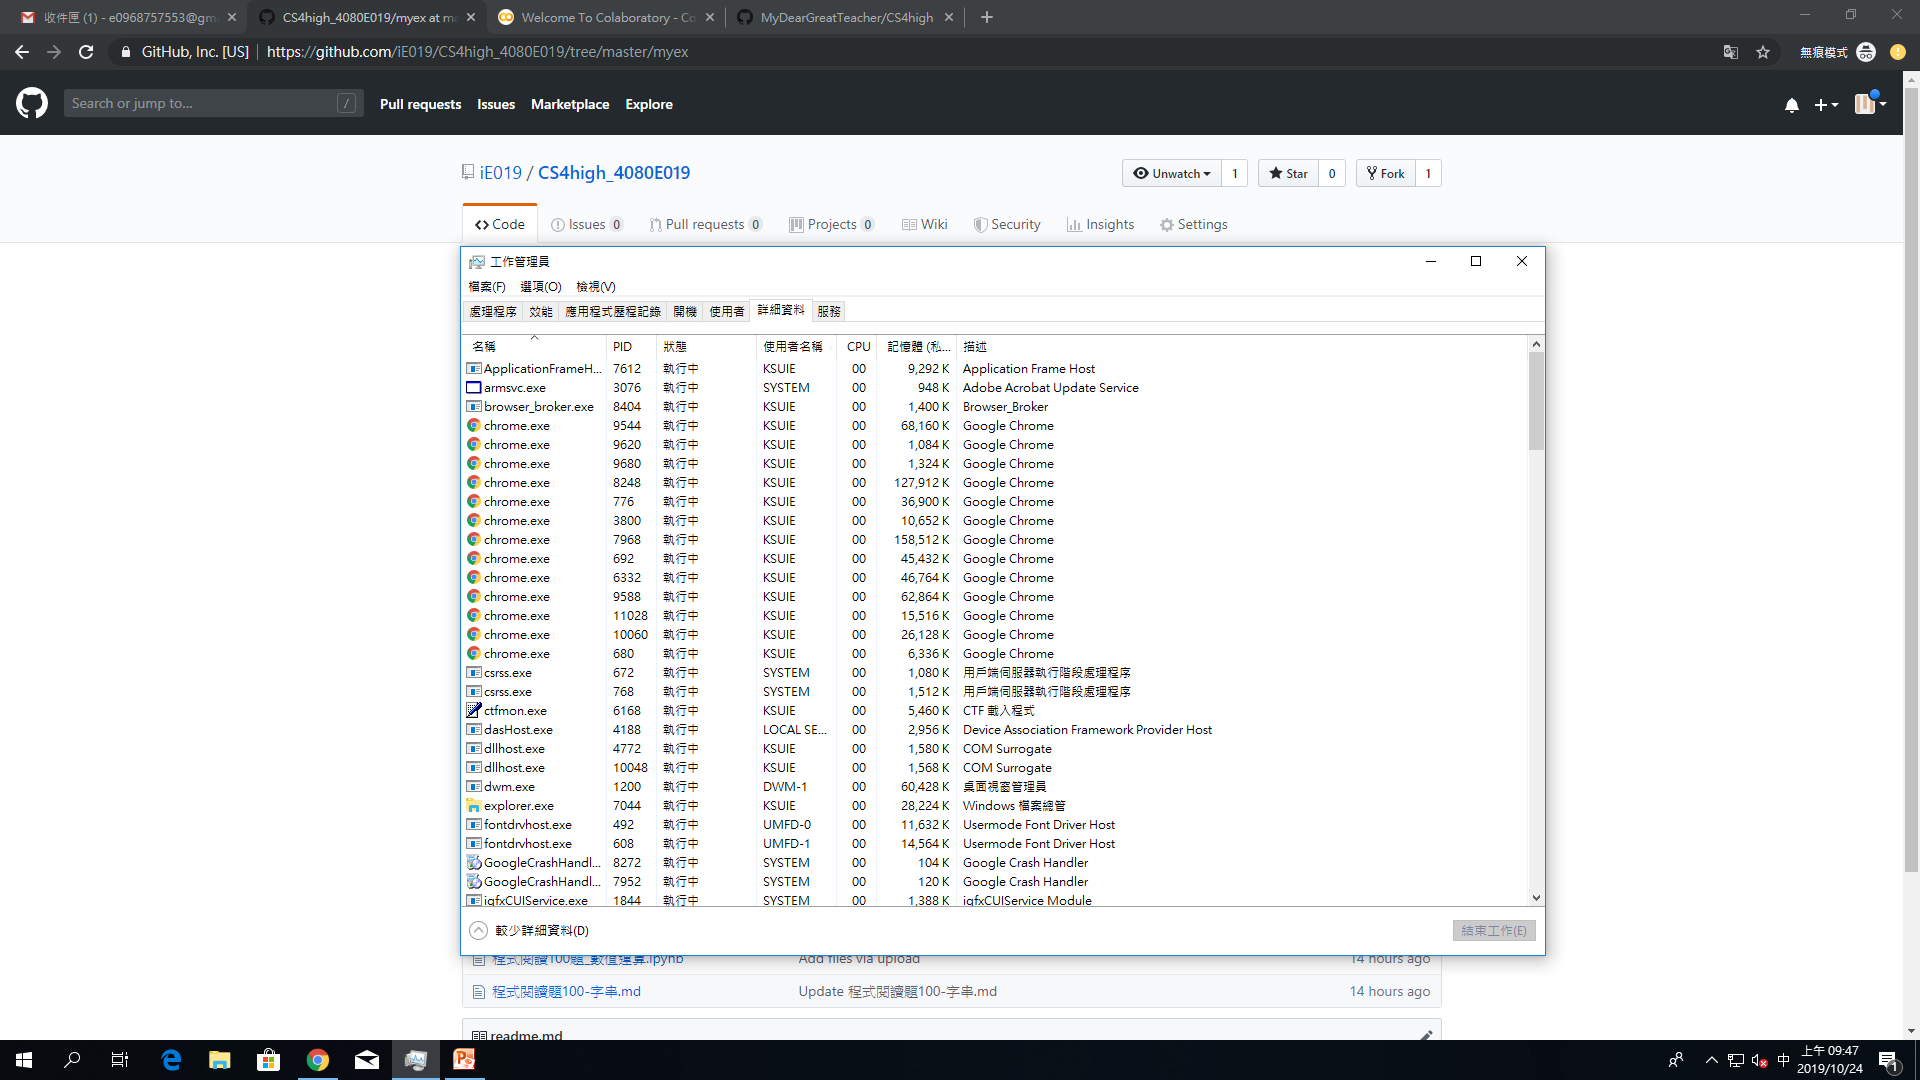 收件匣 (1) - e0968757553@gm
CS4high_4080E019/myex at ma
Welcome To Colaboratory - Co
MyDearGreatTeacher/CS4high
GitHub, Inc. [US] https://github.com/iE019/CS4high_4080E019/tree/master/myex
無痕模式
Search or jump to... / Pull requests Issues Marketplace Explore
iE019 / CS4high_4080E019
Unwatch 1 Star 0 Fork 1
Code Issues 0 Pull requests 0 Projects 0 Wiki Security Insights Settings
工作管理員
檔案(F) 選項(O) 檢視(V)
處理程序 效能 應用程式歷程記錄 開機 使用者 詳細資料 服務
名稱 PID 狀態 使用者名稱 CPU 記憶體 (私... 描述
ApplicationFrameH... 7612 執行中 KSUIE 00 9,292 K Application Frame Host
armsvc.exe 3076 執行中 SYSTEM 00 948 K Adobe Acrobat Update Service
browser_broker.exe 8404 執行中 KSUIE 00 1,400 K Browser_Broker
chrome.exe 9544 執行中 KSUIE 00 68,160 K Google Chrome
chrome.exe 9620 執行中 KSUIE 00 1,084 K Google Chrome
chrome.exe 9680 執行中 KSUIE 00 1,324 K Google Chrome
chrome.exe 8248 執行中 KSUIE 00 127,912 K Google Chrome
chrome.exe 776 執行中 KSUIE 00 36,900 K Google Chrome
chrome.exe 3800 執行中 KSUIE 00 10,652 K Google Chrome
chrome.exe 7968 執行中 KSUIE 00 158,512 K Google Chrome
chrome.exe 692 執行中 KSUIE 00 45,432 K Google Chrome
chrome.exe 6332 執行中 KSUIE 00 46,764 K Google Chrome
chrome.exe 9588 執行中 KSUIE 00 62,864 K Google Chrome
chrome.exe 11028 執行中 KSUIE 00 15,516 K Google Chrome
chrome.exe 10060 執行中 KSUIE 00 26,128 K Google Chrome
chrome.exe 680 執行中 KSUIE 00 6,336 K Google Chrome
csrss.exe 672 執行中 SYSTEM 00 1,080 K 用戶端伺服器執行階段處理程序
csrss.exe 768 執行中 SYSTEM 00 1,512 K 用戶端伺服器執行階段處理程序
ctfmon.exe 6168 執行中 KSUIE 00 5,460 K CTF 載入程式
dasHost.exe 4188 執行中 LOCAL SE... 00 2,956 K Device Association Framework Provider Host
dllhost.exe 4772 執行中 KSUIE 00 1,580 K COM Surrogate
dllhost.exe 10048 執行中 KSUIE 00 1,568 K COM Surrogate
dwm.exe 1200 執行中 DWM-1 00 60,428 K 桌面視窗管理員
explorer.exe 7044 執行中 KSUIE 00 28,224 K Windows 檔案總管
fontdrvhost.exe 492 執行中 UMFD-0 00 11,632 K Usermode Font Driver Host
fontdrvhost.exe 608 執行中 UMFD-1 00 14,564 K Usermode Font Driver Host
GoogleCrashHandl... 8272 執行中 SYSTEM 00 104 K Google Crash Handler
GoogleCrashHandl... 7952 執行中 SYSTEM 00 120 K Google Crash Handler
igfxCUIService.exe 1844 執行中 SYSTEM 00 1,388 K igfxCUIService Module
較少詳細資料(D) 結束工作(E)
程式閱讀100題_數值運算.ipynb Add files via upload 14 hours ago
程式閱讀題100-字串.md Update 程式閱讀題100-字串.md 14 hours ago
readme.md
中 上午 09:47
2019/10/24
1